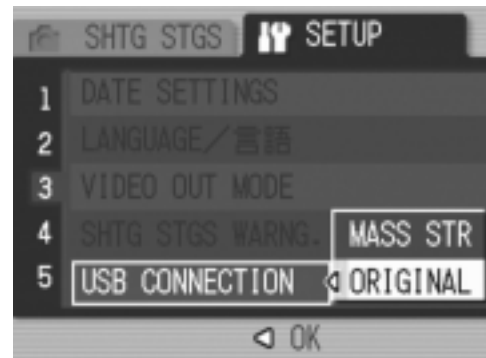 SHTG STGS SETUP
1 DATE SETTINGS
2 LANGUAGE/言語
3 VIDEO OUT MODE
4 SHTG STGS WARNG. MASS STR
5 USB CONNECTION ORIGINAL
OK